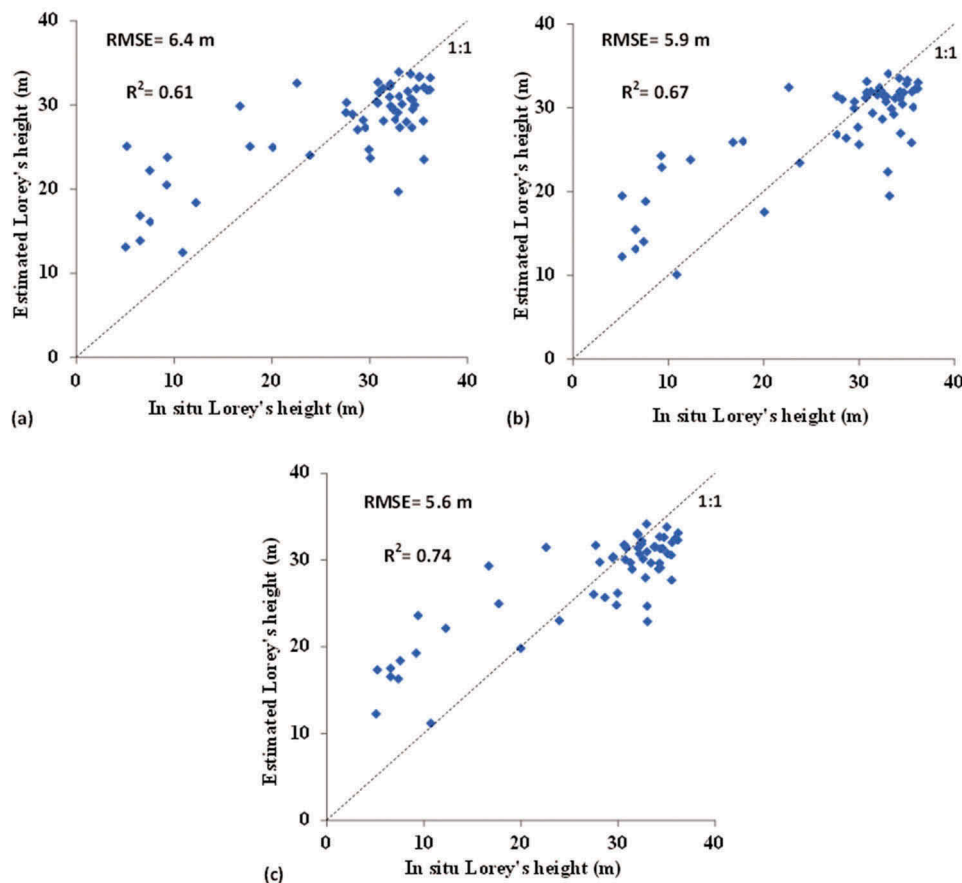 40
30
20
10
0
0 10 20 30 40
Estimated Lorey's height (m)
In situ Lorey's height (m)
RMSE= 6.4 m
R²= 0.61
1:1
(a)
40
30
20
10
0
0 10 20 30 40
Estimated Lorey's height (m)
In situ Lorey's height (m)
RMSE= 5.9 m
R²= 0.67
1:1
(b)
40
30
20
10
0
0 10 20 30 40
Estimated Lorey's height (m)
In situ Lorey's height (m)
RMSE= 5.6 m
R²= 0.74
1:1
(c)